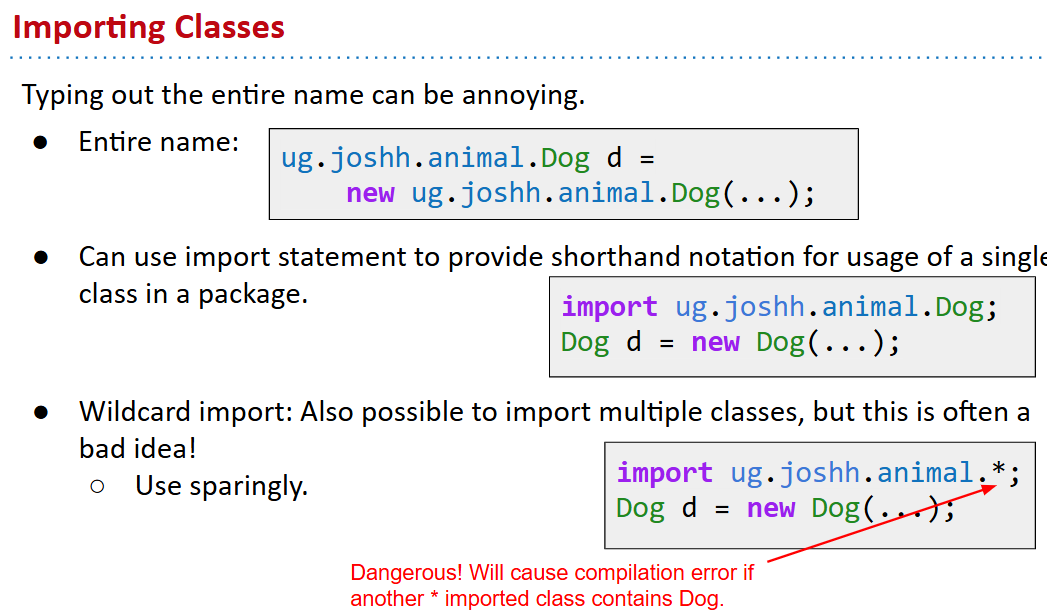 Importing Classes
Typing out the entire name can be annoying.
● Entire name:
ug.joshh.animal.Dog d =
new ug.joshh.animal.Dog(...);
● Can use import statement to provide shorthand notation for usage of a single
class in a package.
import ug.joshh.animal.Dog;
Dog d = new Dog(...);
● Wildcard import: Also possible to import multiple classes, but this is often a
bad idea!
○ Use sparingly.
import ug.joshh.animal.*;
Dog d = new Dog(...);
Dangerous! Will cause compilation error if
another * imported class contains Dog.